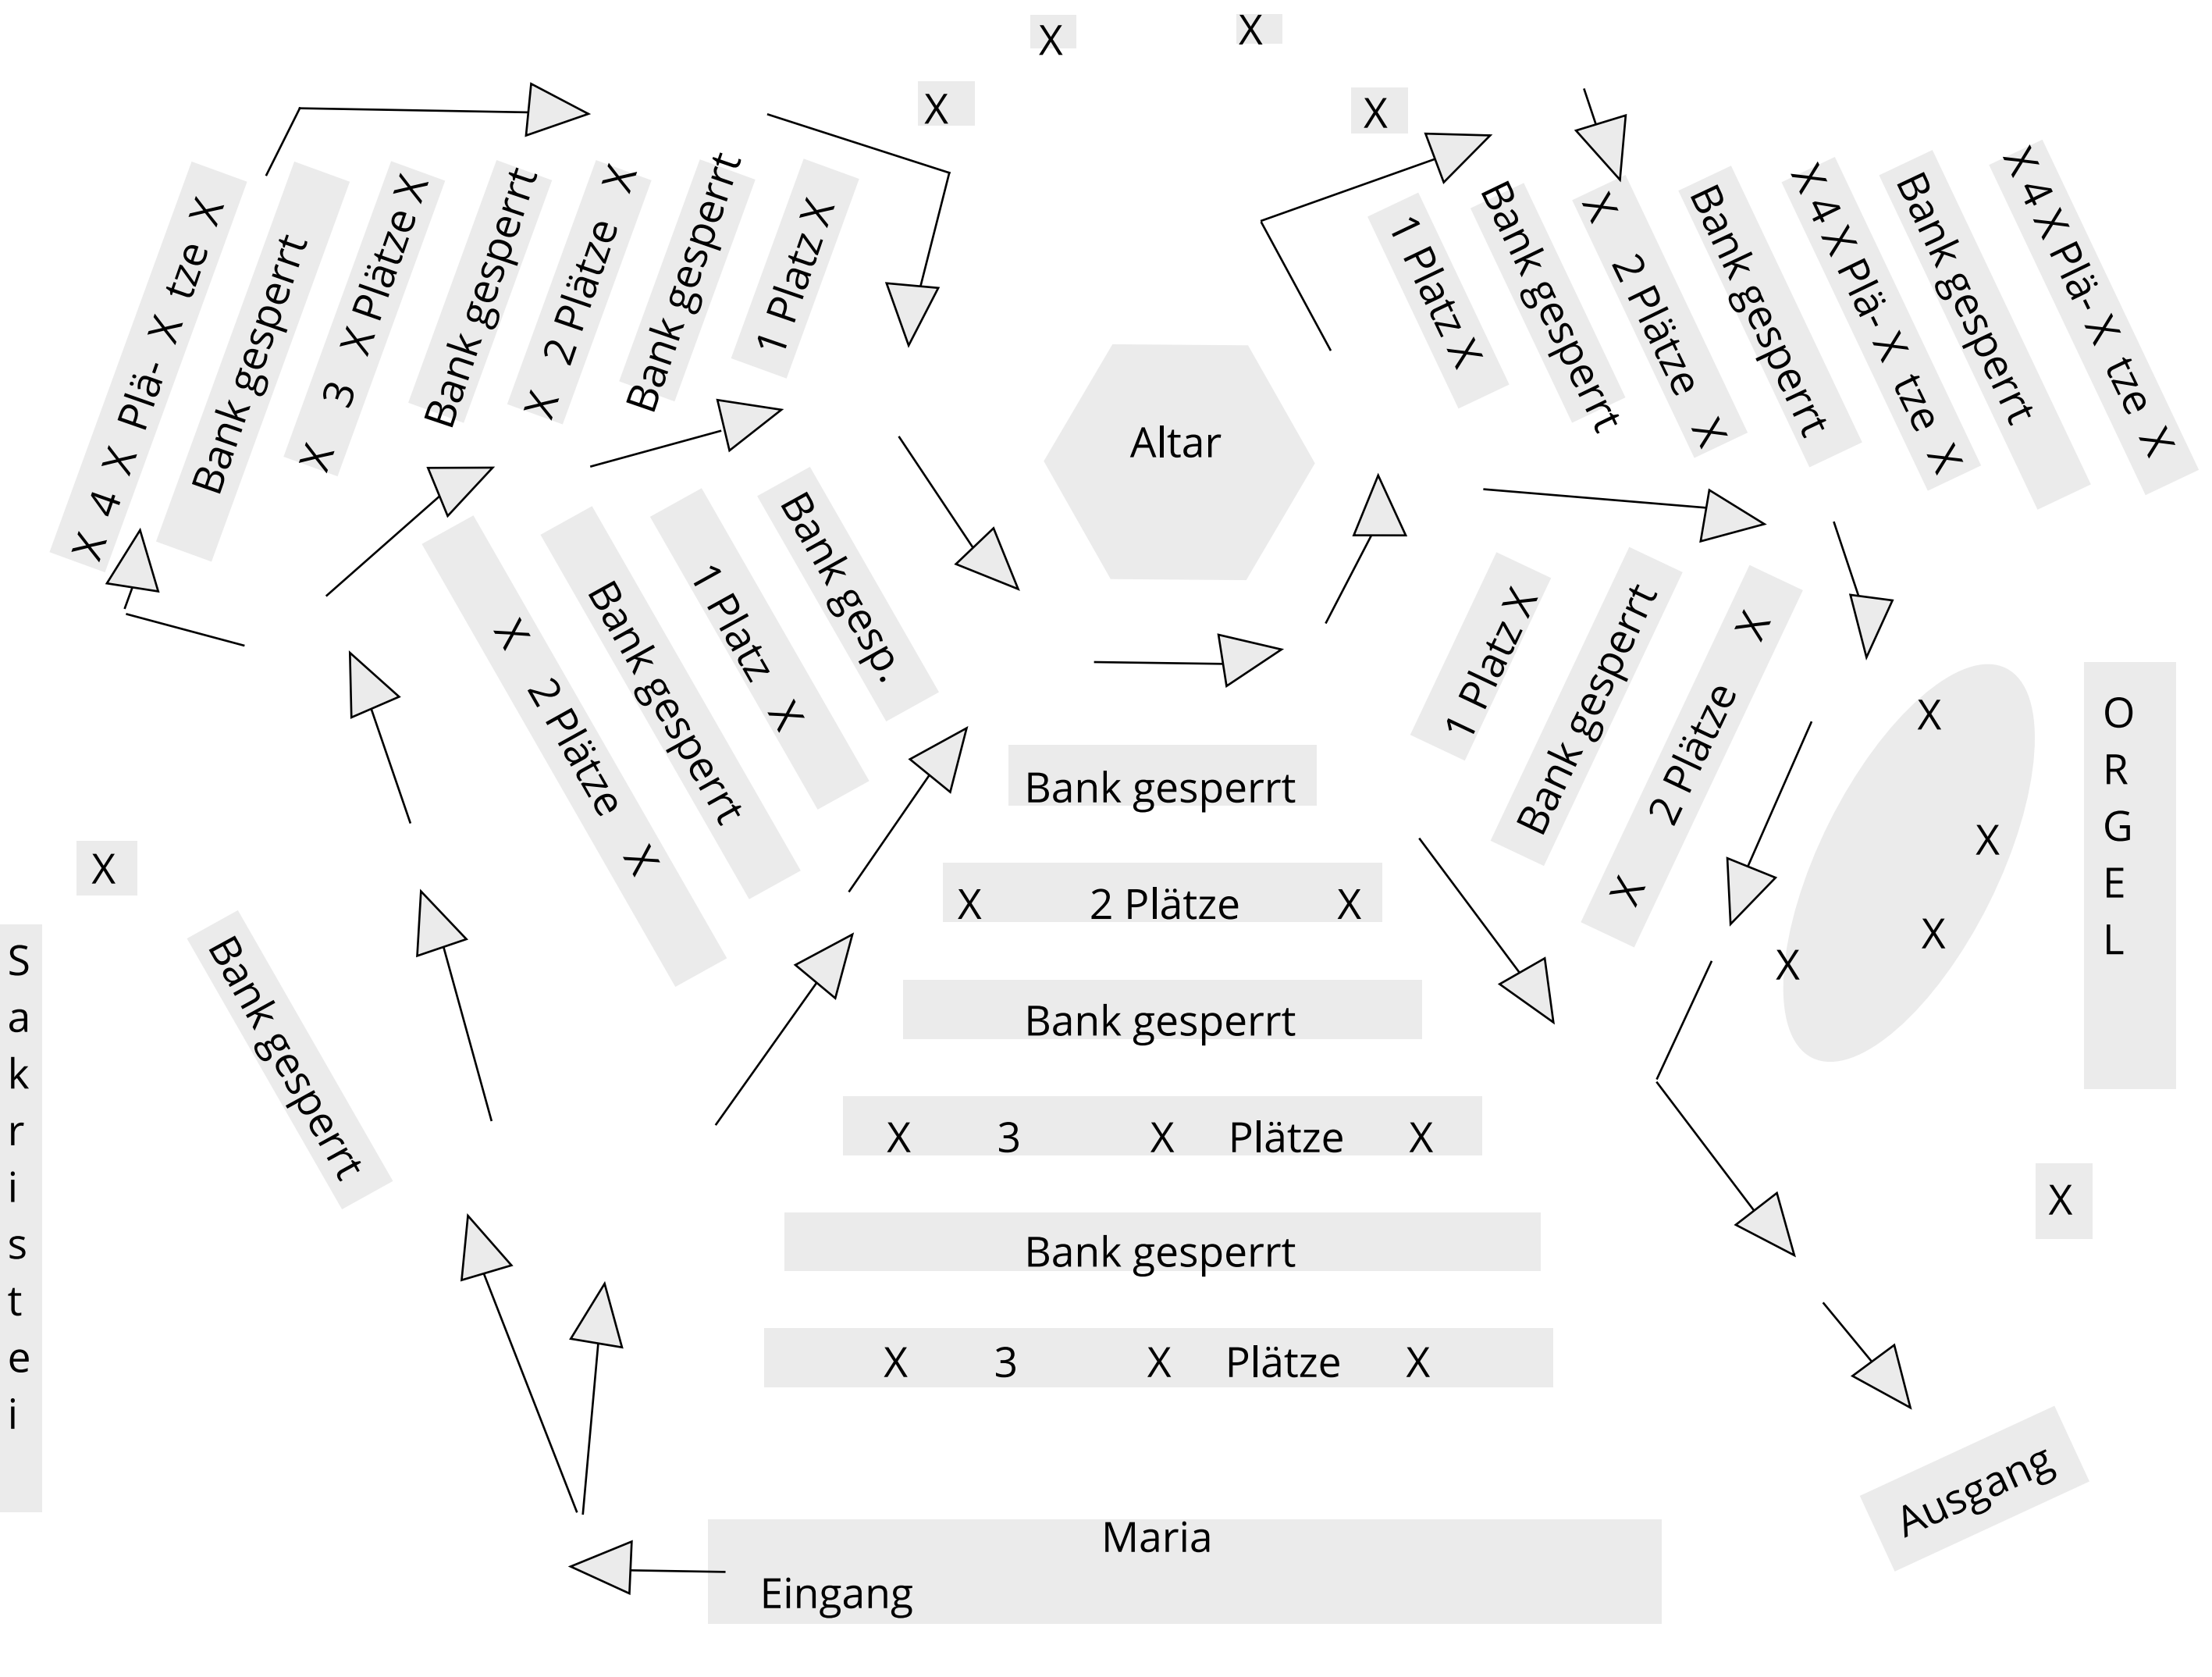 X
X
X
X
X 4 X Plä- X tze X
Bank gesperrt
X 3 X Plätze X
Bank gesperrt
X 2 Plätze X
Bank gesperrt
1 Platz X
1 Platz X
Bank gesperrt
X 2 Plätze X
Bank gesperrt
X 4 X Plä- X tze X
Bank gesperrt
X 4 X Plä- X tze X
Altar
X 2 Plätze X
Bank gesperrt
1 Platz X
Bank gesp.
1 Platz X
Bank gesperrt
X 2 Plätze X
X
X
X
X
O
R
G
E
L
Bank gesperrt
X 2 Plätze X
Bank gesperrt
X 3 X Plätze X
Bank gesperrt
X 3 X Plätze X
X
S
a
k
r
i
s
t
e
i
Bank gesperrt
X
Ausgang
Maria
Eingang